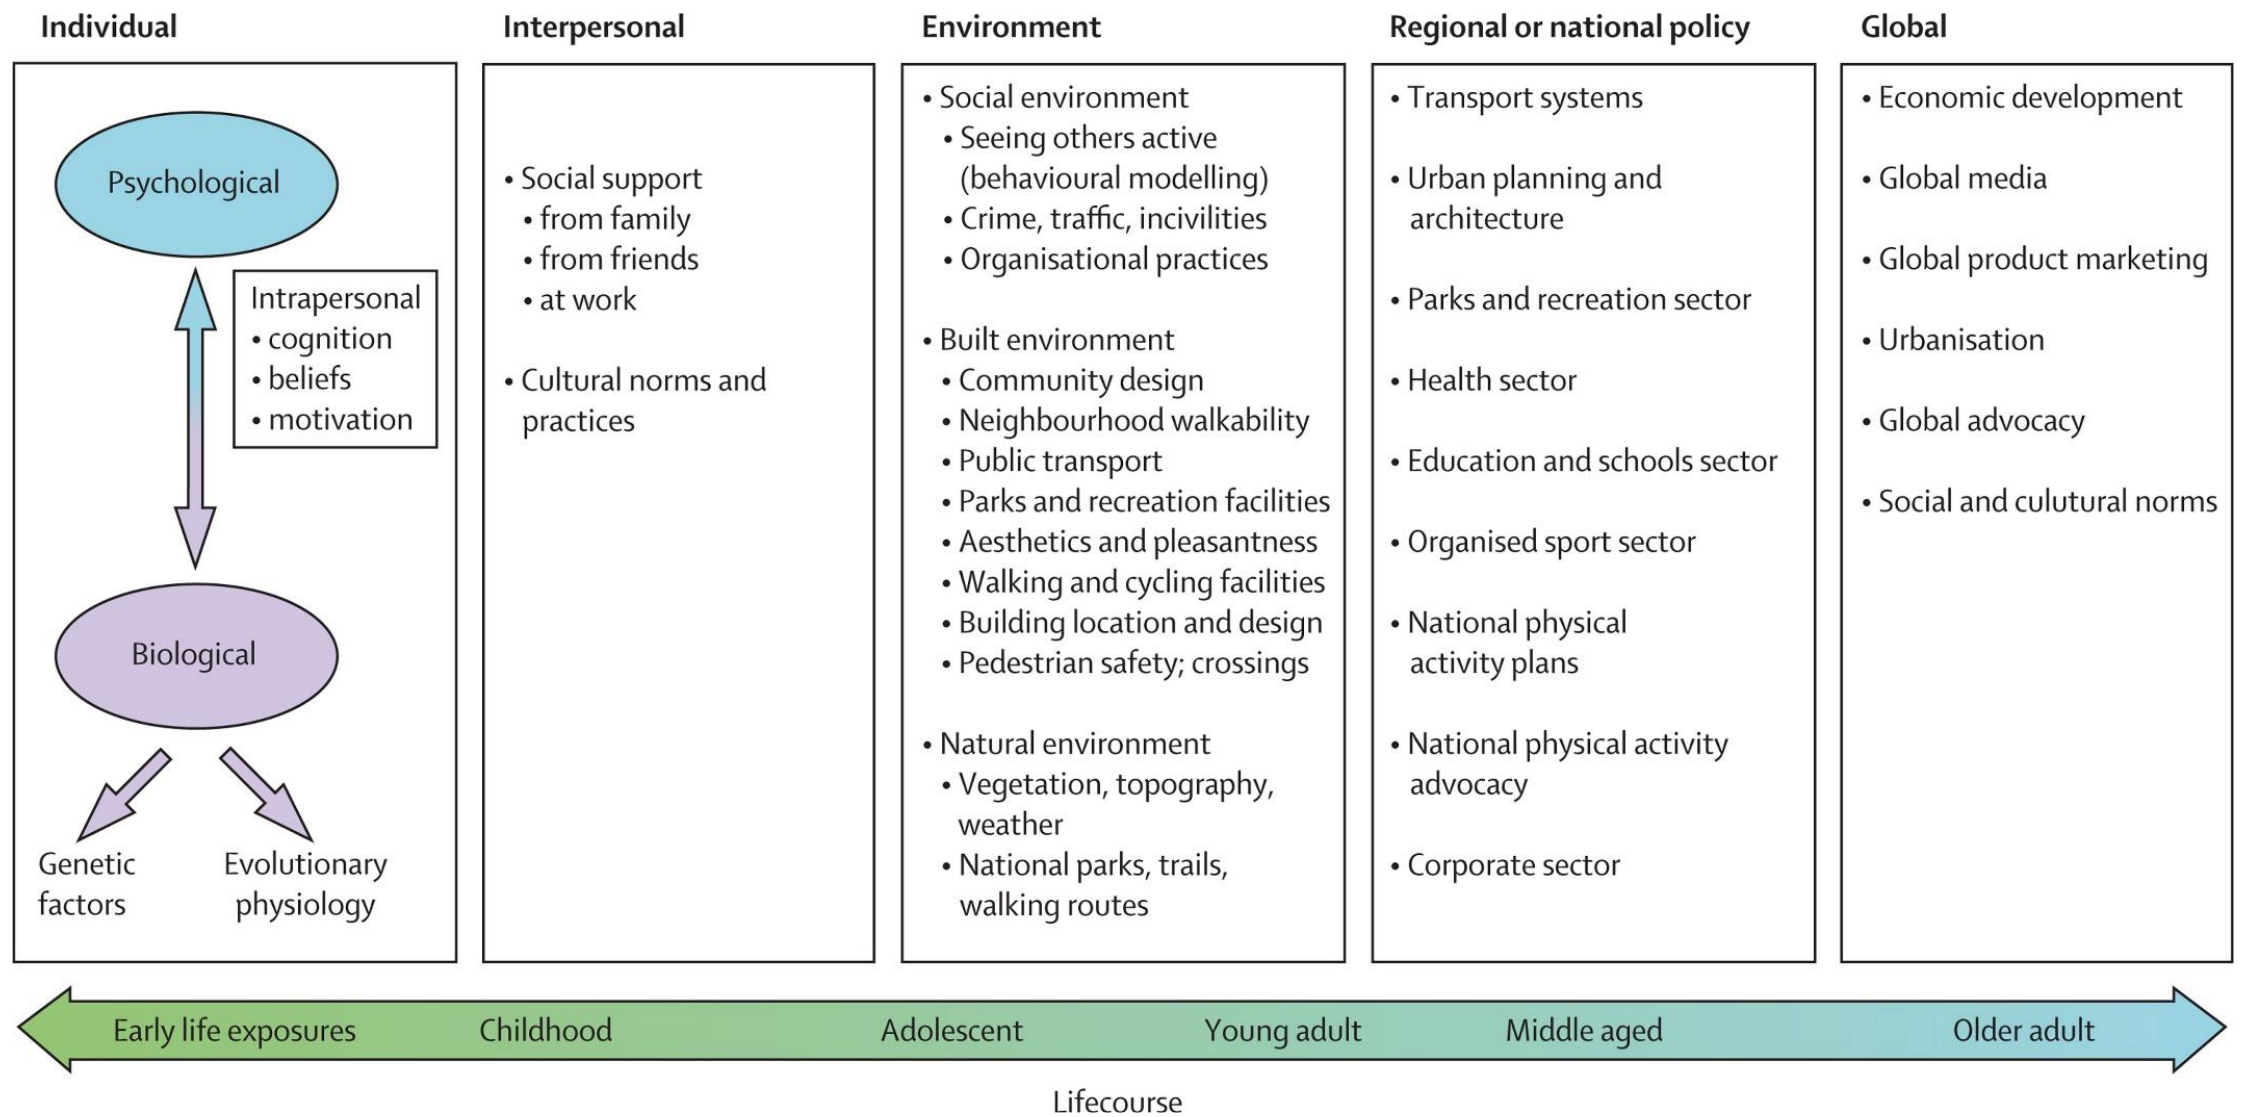 Individual
Psychological
Intrapersonal
• cognition
• beliefs
• motivation
Biological
Genetic
factors
Evolutionary
physiology
Interpersonal
• Social support
• from family
• from friends
• at work
• Cultural norms and
practices
Environment
• Social environment
• Seeing others active
(behavioural modelling)
• Crime, traffic, incivilities
• Organisational practices
• Built environment
• Community design
• Neighbourhood walkability
• Public transport
• Parks and recreation facilities
• Aesthetics and pleasantness
• Walking and cycling facilities
• Building location and design
• Pedestrian safety; crossings
• Natural environment
• Vegetation, topography,
weather
• National parks, trails,
walking routes
Regional or national policy
• Transport systems
• Urban planning and
architecture
• Parks and recreation sector
• Health sector
• Education and schools sector
• Organised sport sector
• National physical
activity plans
• National physical activity
advocacy
• Corporate sector
Global
• Economic development
• Global media
• Global product marketing
• Urbanisation
• Global advocacy
• Social and culutural norms
Early life exposures
Childhood
Adolescent
Young adult
Middle aged
Older adult
Lifecourse